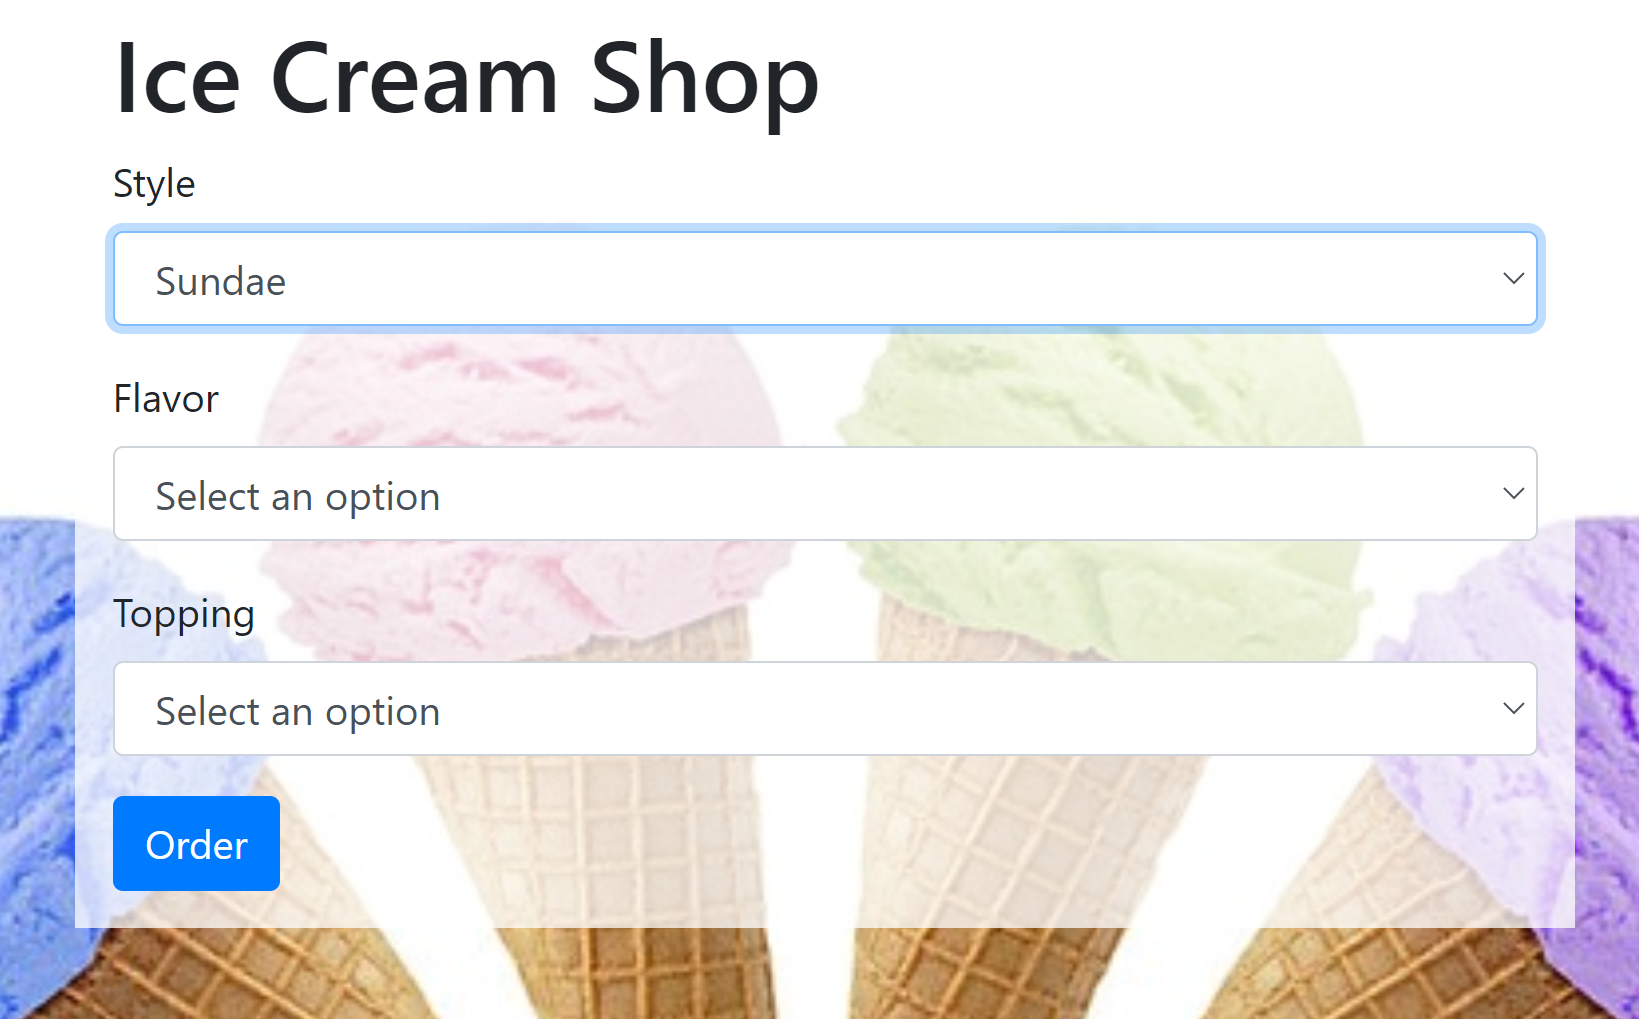 Ice Cream Shop
Style
Sundae
Flavor
Select an option
Topping
Select an option
Order